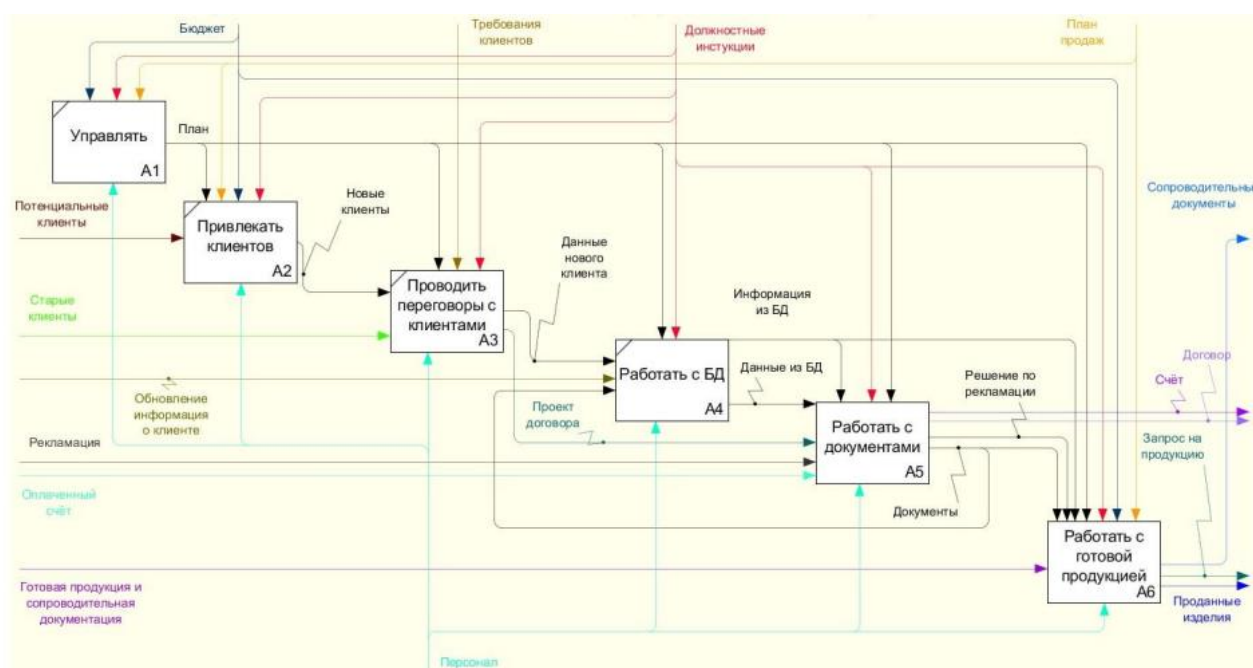 Бюджет
Требования
клиентов
Должностные
инстукции
План
продаж
Управлять
A1
План
Потенциальные
клиенты
Привлекать
клиентов
A2
Новые
клиенты
Сопроводительны
документы
Данные
нового
клиента
Проводить
переговоры с
клиентами
A3
Старые
клиенты
Информация
из БД
Работать с БД
A4
Данные из БД
Договор
Счёт
Решение по
рекламации
Обновление
информация
о клиенте
Проект
договора
Работать с
документами
A5
Рекламация
Запрос на
продукцию
Оплаченный
счёт
Документы
Работать с
готовой
продукцией
A6
Готовая продукция и
сопроводительная
документация
Проданные
изделия
Персонал